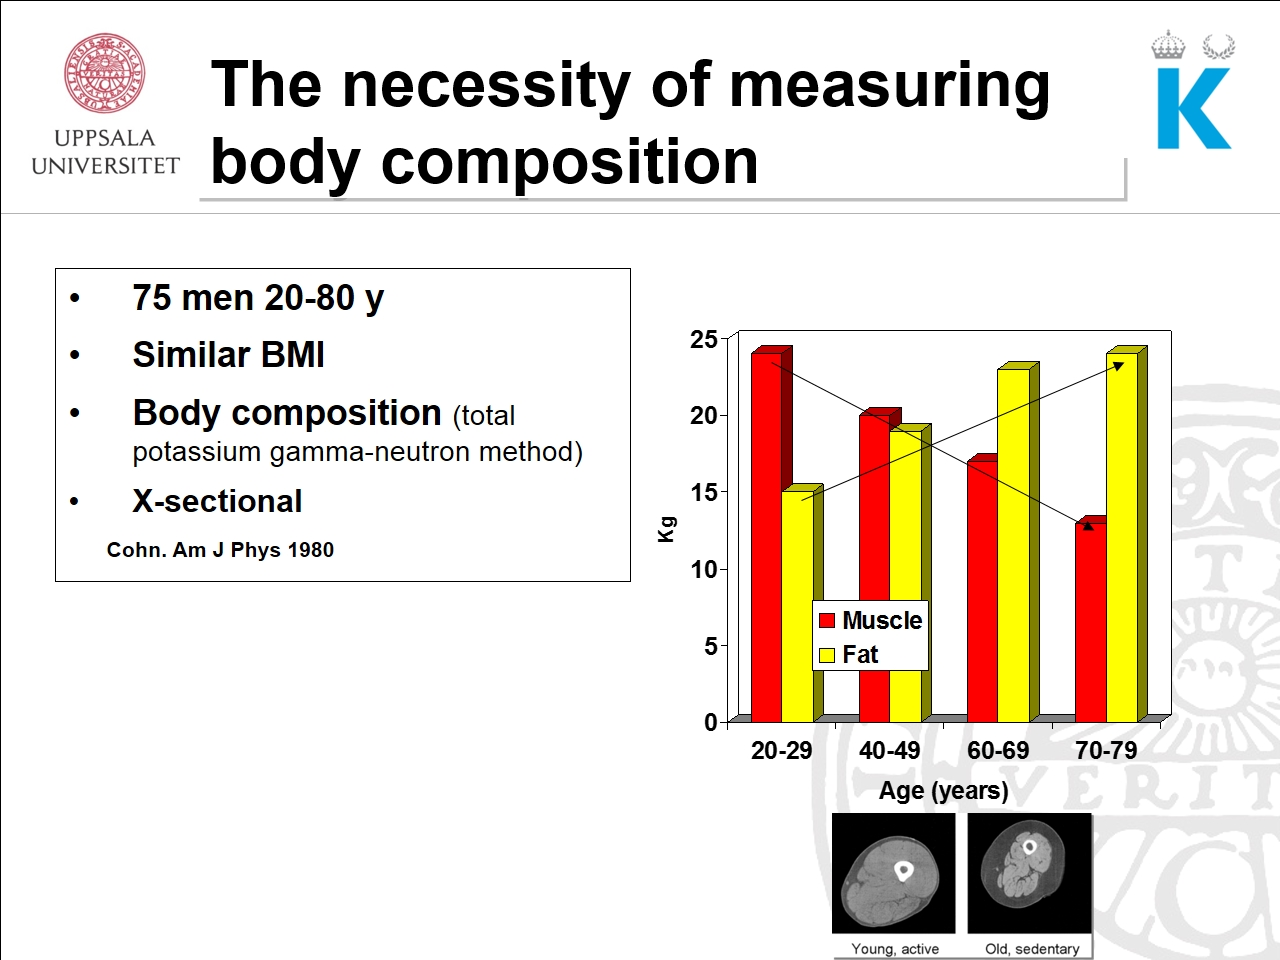 The necessity of measuring
body composition
UPPSALA
UNIVERSITET
K
• 75 men 20-80 y
• Similar BMI
• Body composition (total
potassium gamma-neutron method)
• X-sectional
Cohn. Am J Phys 1980
25
20
15
10
5
0
Kg
Muscle
Fat
20-29 40-49 60-69 70-79
Age (years)
Young, active Old, sedentary
VERIT